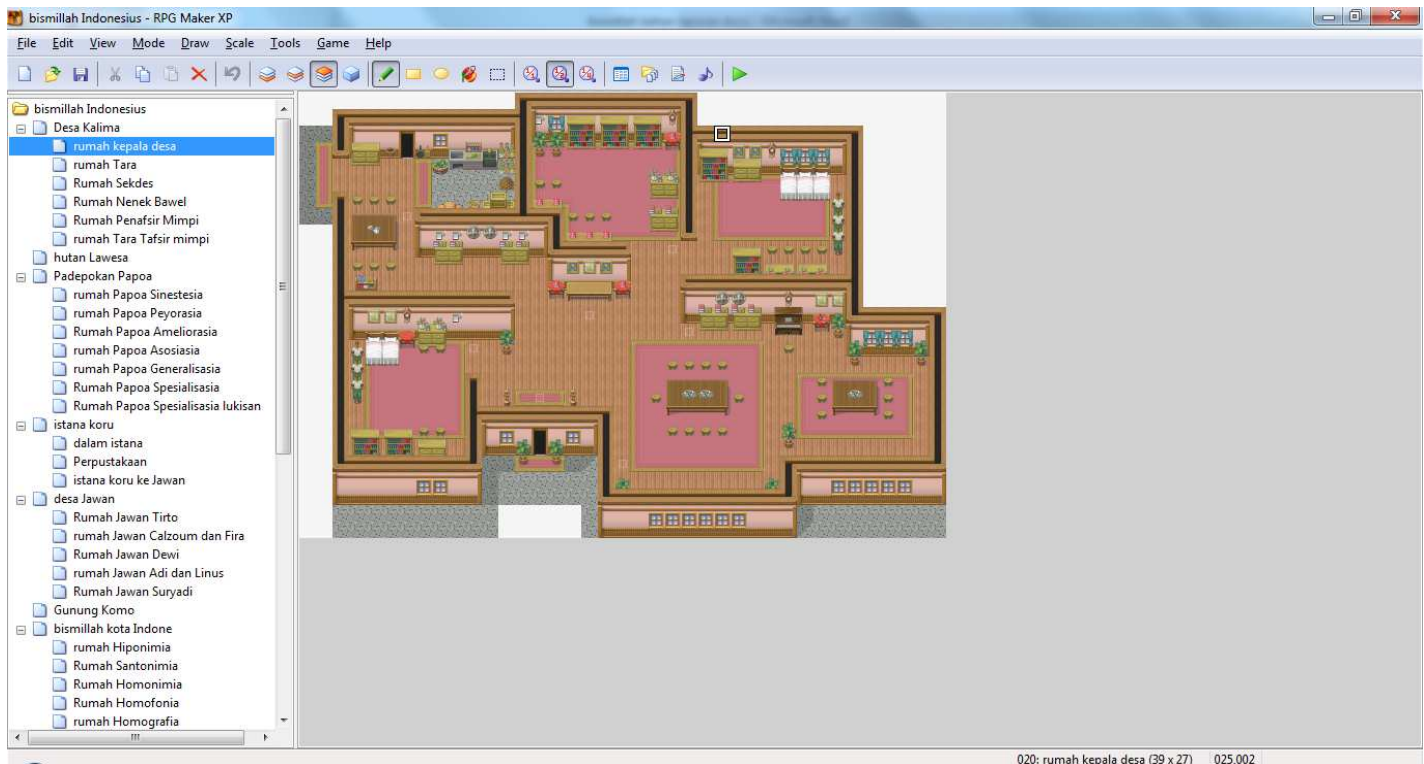 bismillah Indonesius - RPG Maker XP
File Edit View Mode Draw Scale Tools Game Help
bismillah Indonesius
Desa Kalima
rumah kepala desa
rumah Tara
Rumah Sekdes
Rumah Nenek Bawel
Rumah Penafsir Mimpi
rumah Tara Tafsir mimpi
hutan Lawesa
Padepokan Papoa
rumah Papoa Sinestesia
rumah Papoa Peyorasia
Rumah Papoa Ameliorasia
rumah Papoa Asosiasia
rumah Papoa Generalisasia
Rumah Papoa Spesialisasia
Rumah Papoa Spesialisasia lukisan
istana koru
dalam istana
Perpustakaan
istana koru ke Jawan
desa Jawan
Rumah Jawan Tirto
rumah Jawan Calzoum dan Fira
Rumah Jawan Dewi
rumah Jawan Adi dan Linus
Rumah Jawan Suryadi
Gunung Komo
bismillah kota Indone
rumah Hiponimia
Rumah Santonimia
Rumah Homonimia
Rumah Homofonia
rumah Homografia
020: rumah kepala desa (39 x 27) 025,002